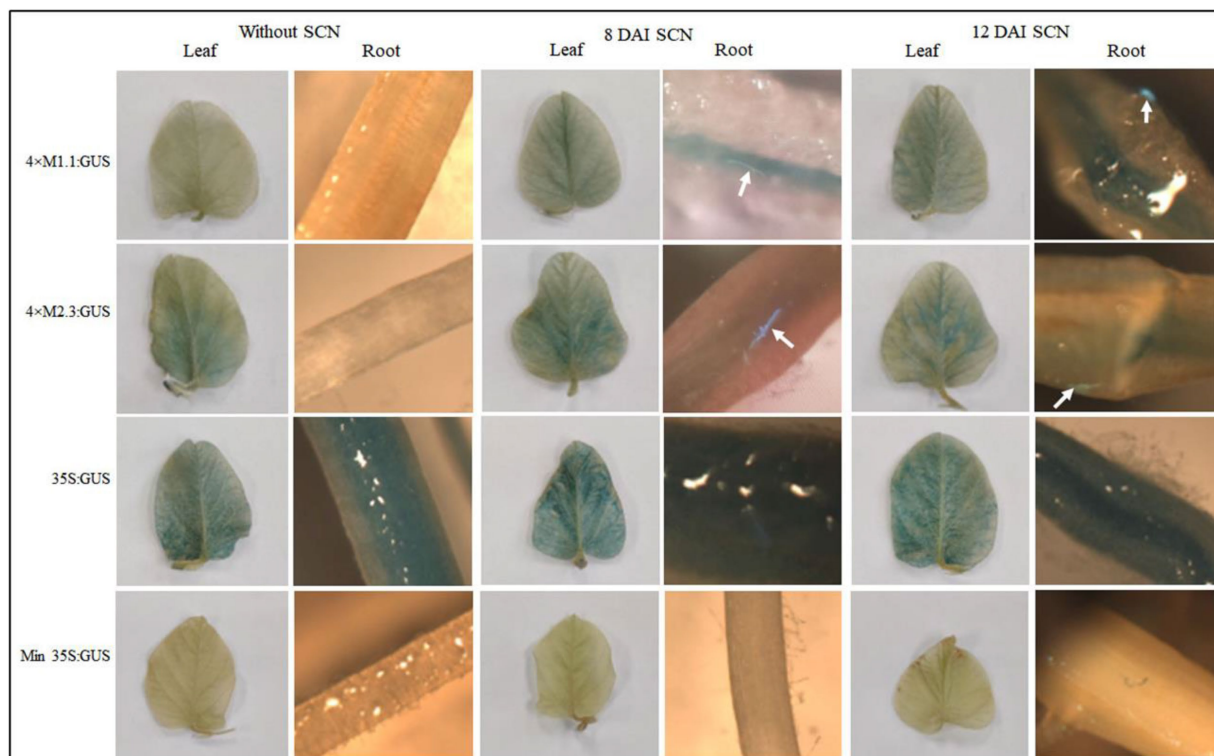 Without SCN
8 DAI SCN
12 DAI SCN
Leaf
Root
Leaf
Root
Leaf
Root
4×M1.1:GUS
4×M2.3:GUS
35S:GUS
Min 35S:GUS